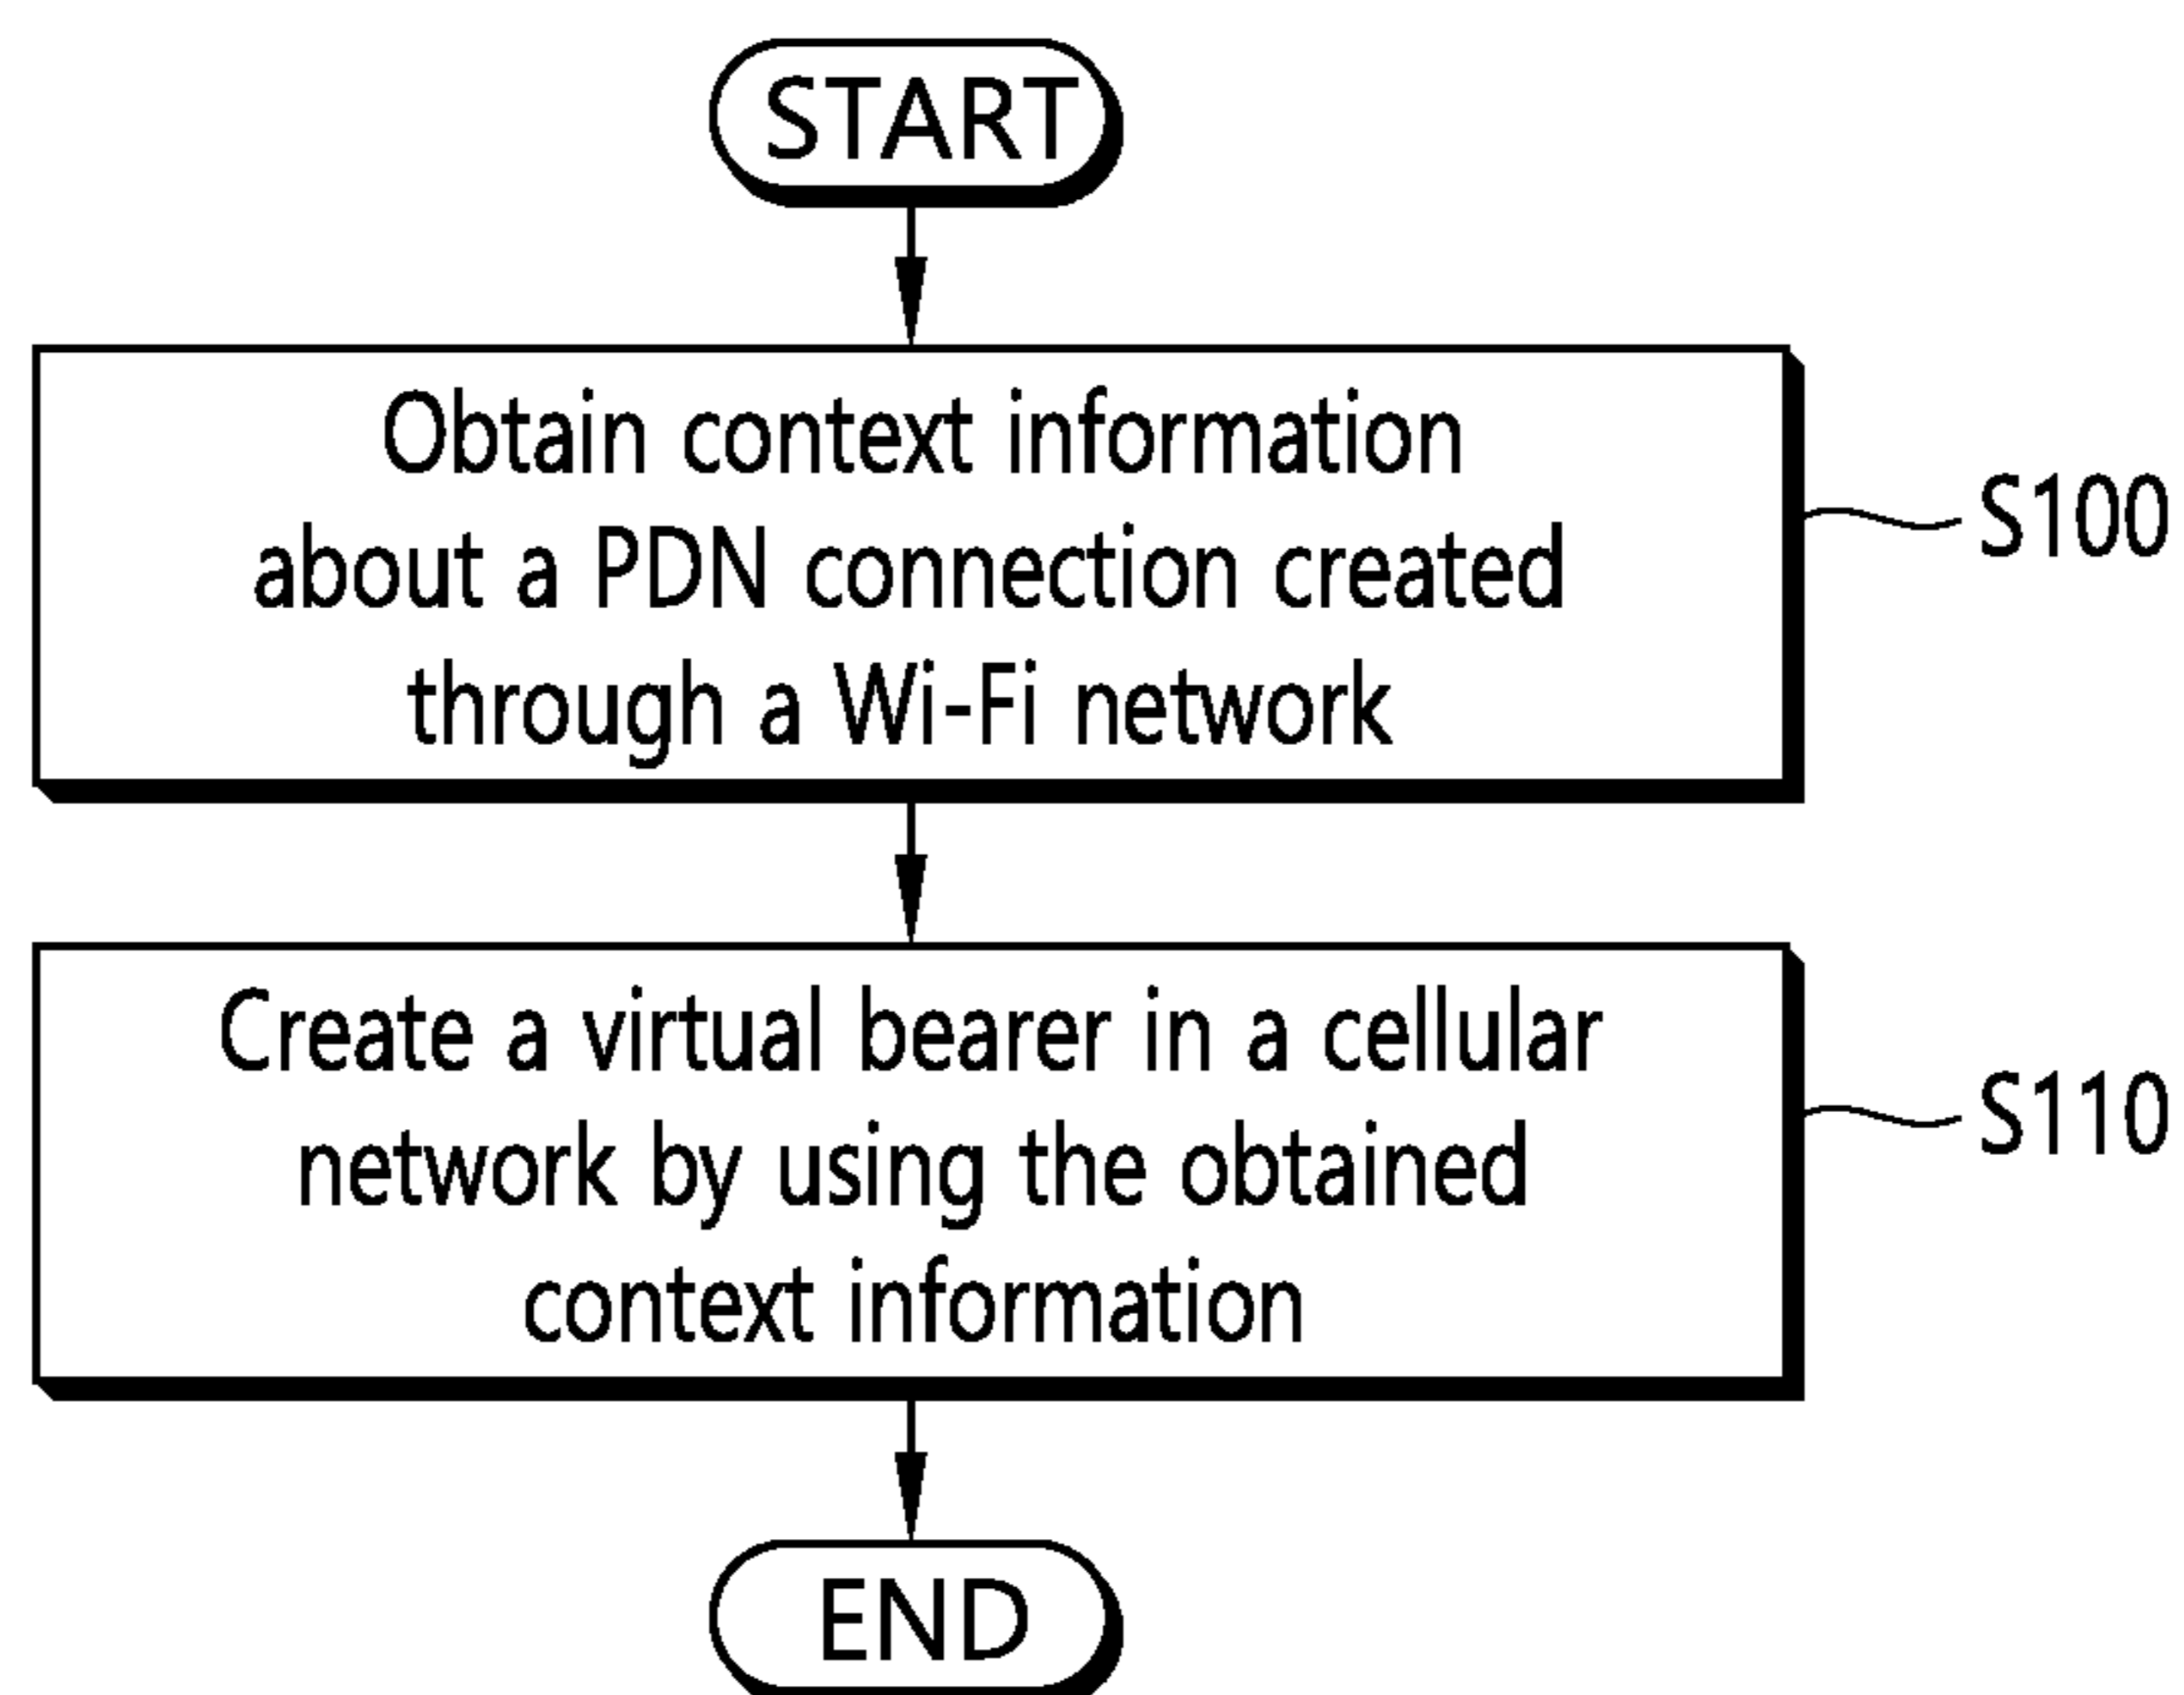 START
Obtain context information
about a PDN connection created
through a Wi-Fi network
S100
Create a virtual bearer in a cellular
network by using the obtained
context information
S110
END